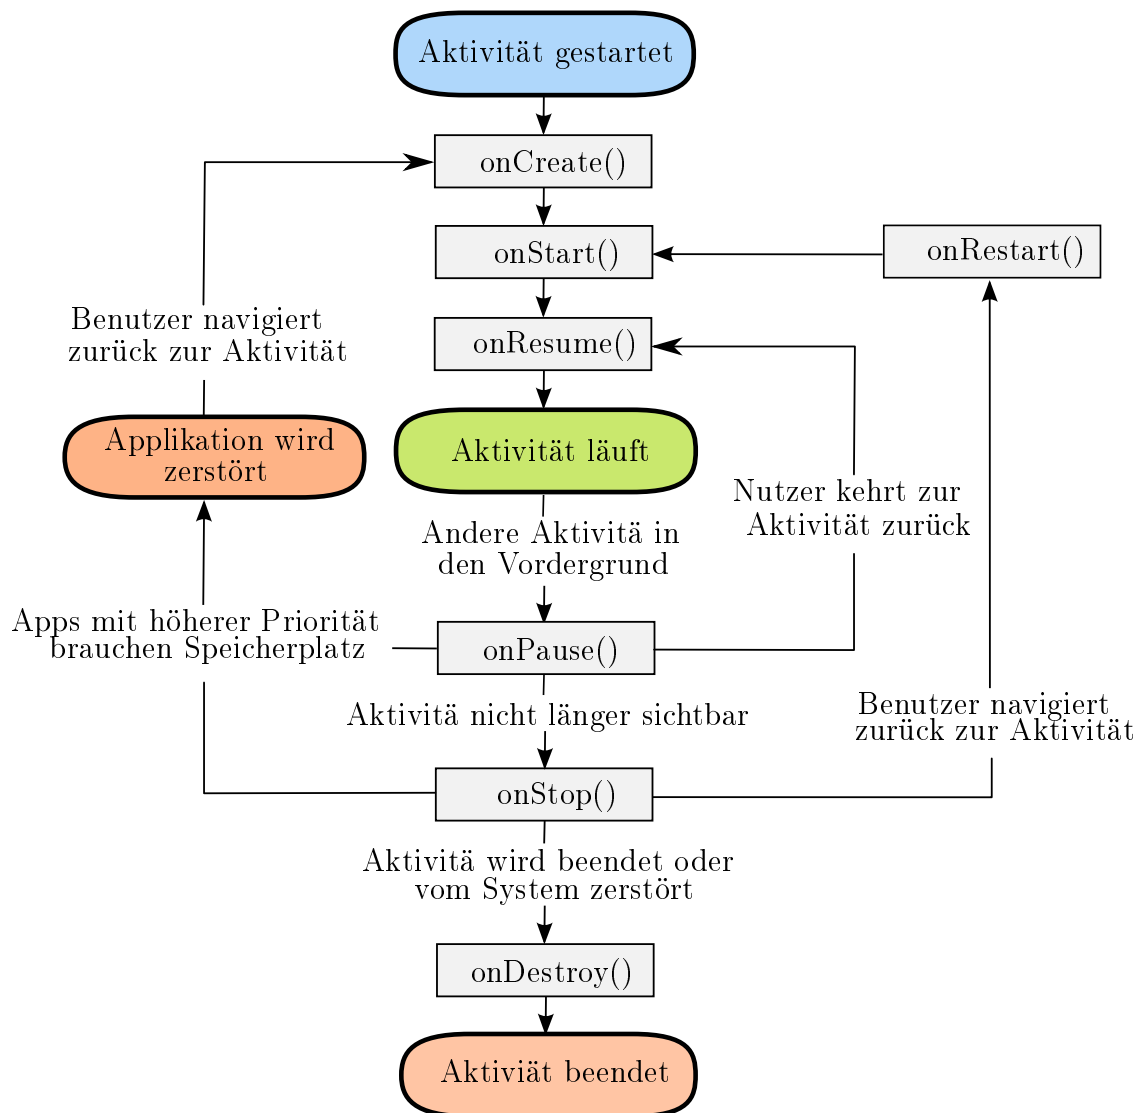 Aktivität gestartet
onCreate()
onStart()
onRestart()
Benutzer navigiert
zurück zur Aktivität
onResume()
Applikation wird
zerstört
Aktivität läuft
Nutzer kehrt zur
Aktivität zurück
Andere Aktivitä in
den Vordergrund
Apps mit höherer Priorität
brauchen Speicherplatz
onPause()
Aktivitä nicht länger sichtbar
Benutzer navigiert
zurück zur Aktivität
onStop()
Aktivitä wird beendet oder
vom System zerstört
onDestroy()
Aktiviät beendet